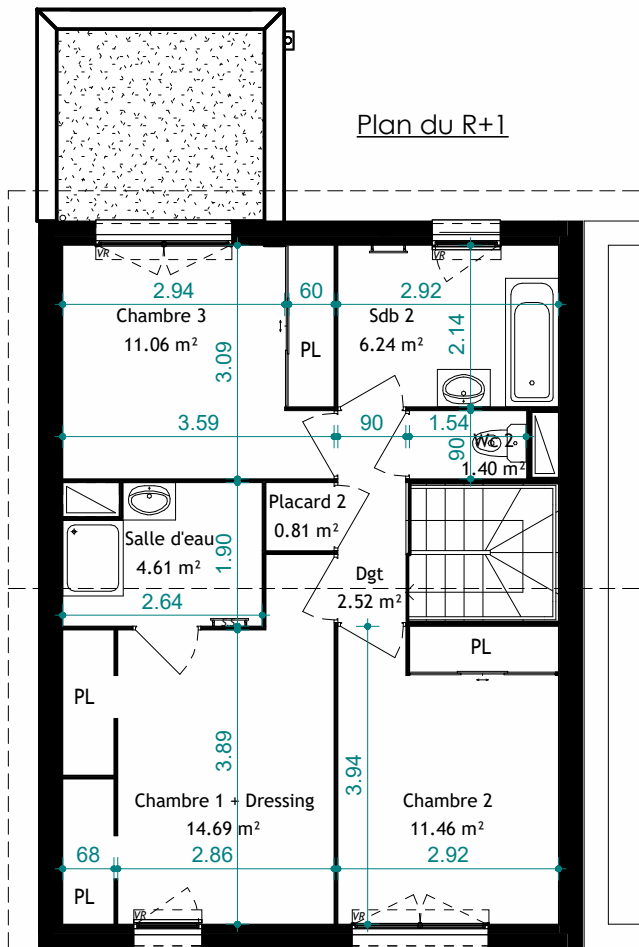 Plan du R+1
VR
VR
2.94
60
2.92
Chambre 3
11.06 m²
Sdb 2
6.24 m²
PL
3.09
2.14
3.59
90
1.54
90
Wc 2
1.40 m²
Placard 2
0.81 m²
Salle d'eau
4.61 m²
1.90
2.64
Dgt
2.52 m²
PL
PL
3.89
3.94
Chambre 1 + Dressing
14.69 m²
Chambre 2
11.46 m²
68
2.86
2.92
PL
VR
VR